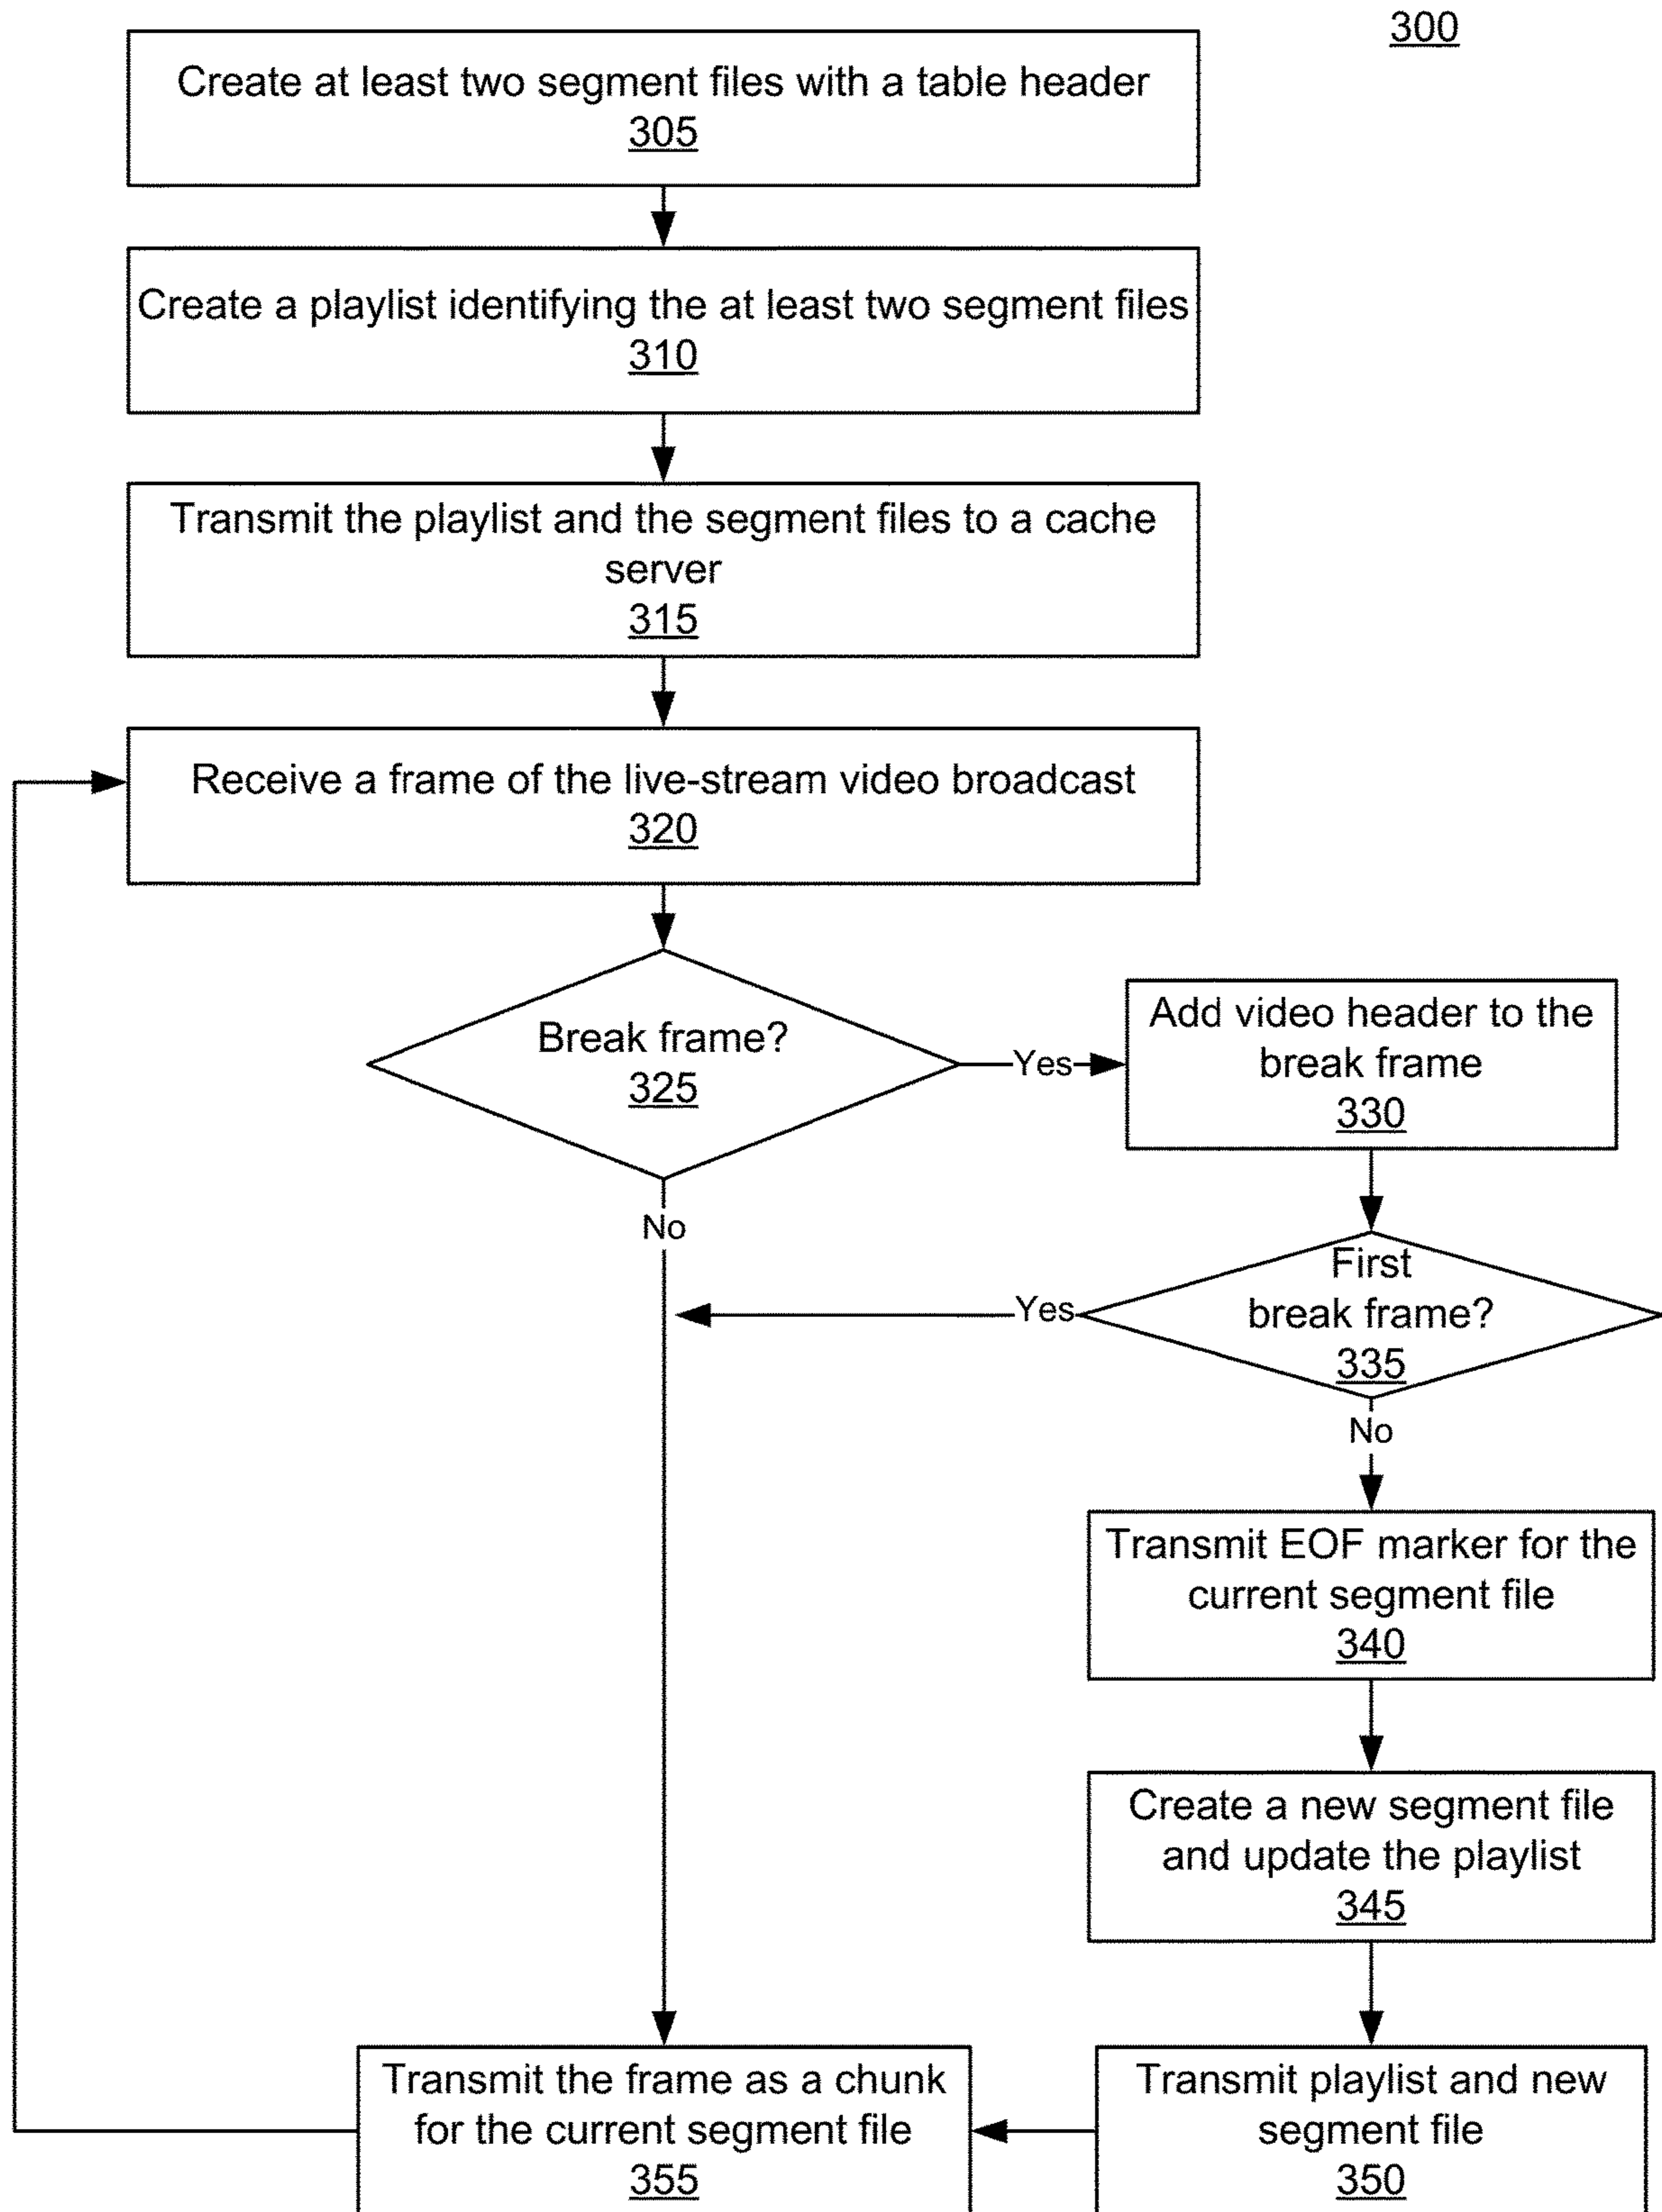 300
Create at least two segment files with a table header
305
Create a playlist identifying the at least two segment files
310
Transmit the playlist and the segment files to a cache
server
315
Receive a frame of the live-stream video broadcast
320
Break frame?
325
Yes
Add video header to the
break frame
330
No
First
break frame?
335
Yes
No
Transmit EOF marker for the
current segment file
340
Create a new segment file
and update the playlist
345
Transmit the frame as a chunk
for the current segment file
355
Transmit playlist and new
segment file
350